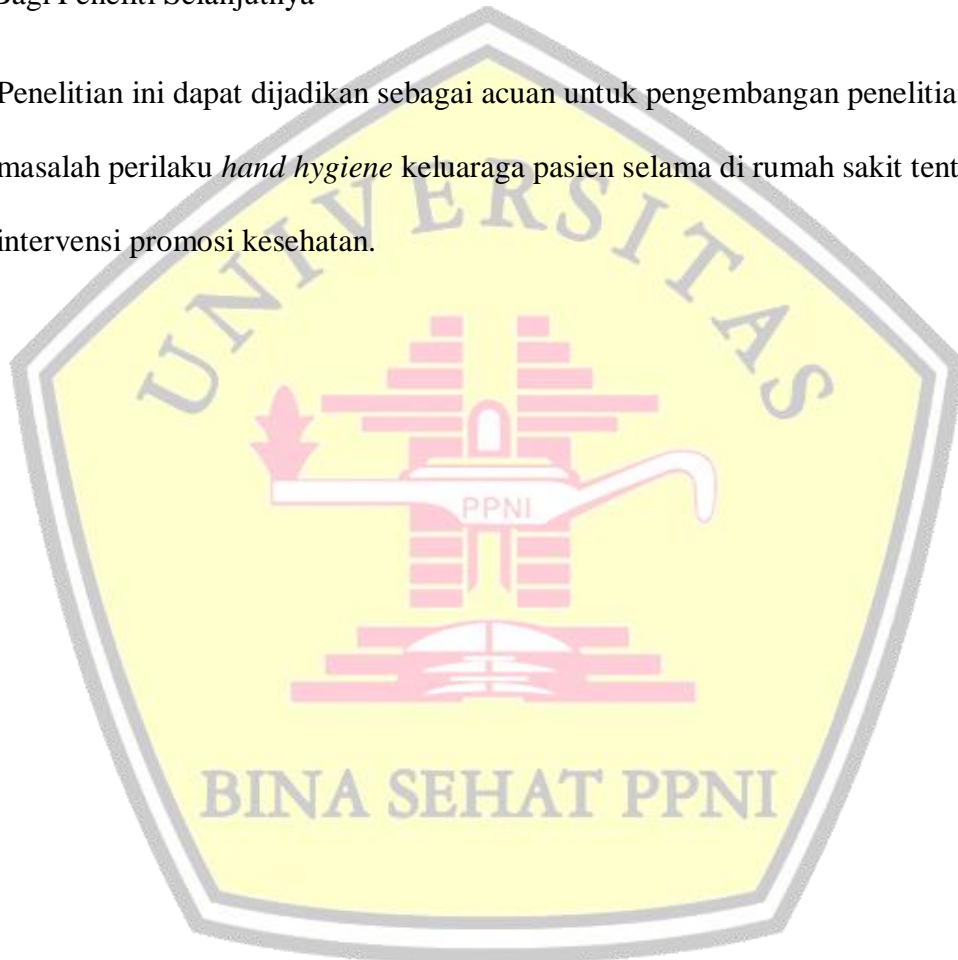 Bagi Peneliti Selanjutnya
Penelitian ini dapat dijadikan sebagai acuan untuk pengembangan penelitia
masalah perilaku hand hygiene keluaraga pasien selama di rumah sakit tent
intervensi promosi kesehatan.
UNIVERSITAS
PPNI
BINA SEHAT PPNI